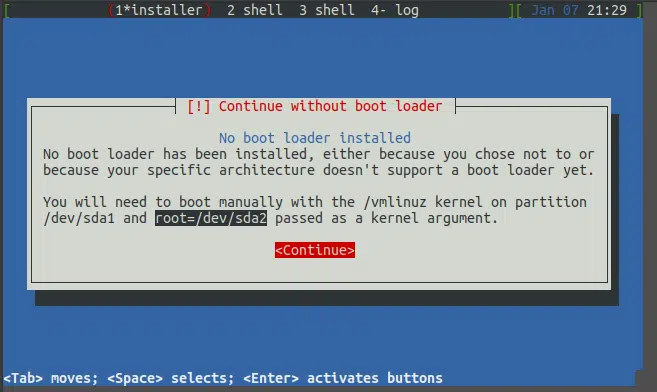 [ (1*installer) 2 shell 3 shell 4- log ][ Jan 07 21:29 ]
[!] Continue without boot loader
No boot loader installed
No boot loader has been installed, either because you chose not to or
because your specific architecture doesn't support a boot loader yet.
You will need to boot manually with the /vmlinuz kernel on partition
/dev/sda1 and root=/dev/sda2 passed as a kernel argument.
<Continue>
<Tab> moves; <Space> selects; <Enter> activates buttons